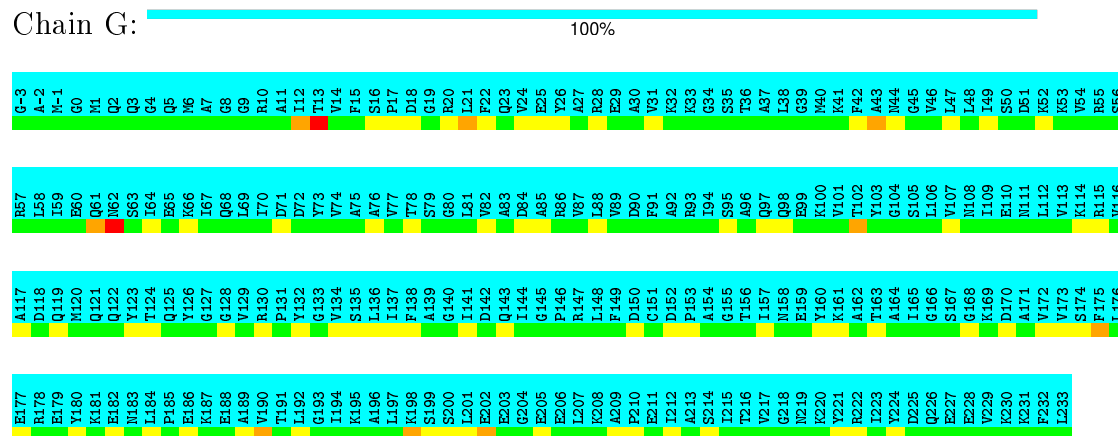 Chain G: 100%
G-3 A-2 M-1 G0 M1 Q2 Q3 G4 Q5 M6 A7 G8 G9 R10 A11 I12 T13 V14 F15 S16 P17 D18 G19 R20 L21 F22 Q23 V24 E25 Y26 A27 R28 E29 A30 V31 K32 K33 G34 S35 T36 A37 L38 G39 M40 K41 F42 A43 N44 G45 V46 L47 L48 I49 S50 D51 K52 K53 V54 R55 S56
R57 L58 I59 E60 Q61 N62 S63 I64 E65 K66 I67 Q68 L69 I70 D71 D72 Y73 V74 A75 A76 V77 T78 S79 G80 L81 V82 A83 D84 A85 R86 V87 L88 V89 D90 F91 A92 R93 I94 S95 A96 Q97 Q98 E99 K100 V101 T102 Y103 G104 S105 L106 V107 N108 I109 E110 N111 L112 V113 K114 R115 V116
A117 D118 Q119 M120 Q121 Q122 Y123 T124 Q125 Y126 G127 G128 V129 R130 P131 Y132 G133 V134 S135 L136 I137 F138 A139 G140 I141 D142 Q143 I144 G145 P146 R147 L148 F149 D150 C151 D152 P153 A154 G155 T156 I157 N158 E159 Y160 K161 A162 T163 A164 I165 G166 S167 G168 K169 D170 A171 V172 V173 S174 F175 L176
E177 R178 E179 Y180 K181 E182 N183 L184 P185 E186 K187 E188 A189 V190 T191 L192 G193 I194 K195 A196 L197 K198 S199 S200 L201 E202 E203 G204 E205 E206 L207 K208 A209 P210 E211 I212 A213 S214 I215 T216 V217 G218 N219 K220 Y221 R222 I223 Y224 D225 Q226 E227 E228 V229 K230 K231 F232 L233